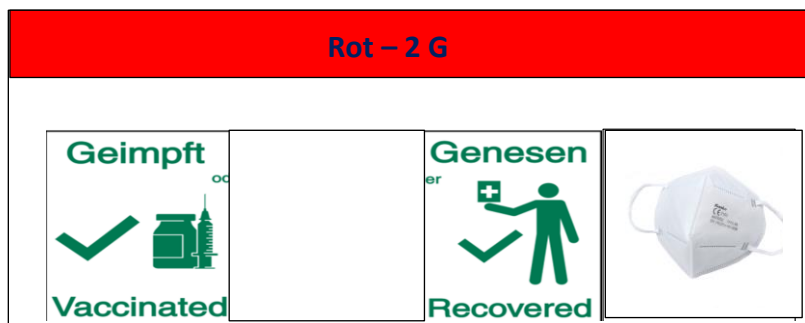 Rot – 2 G
Geimpft
Genesen
Vaccinated
Recovered